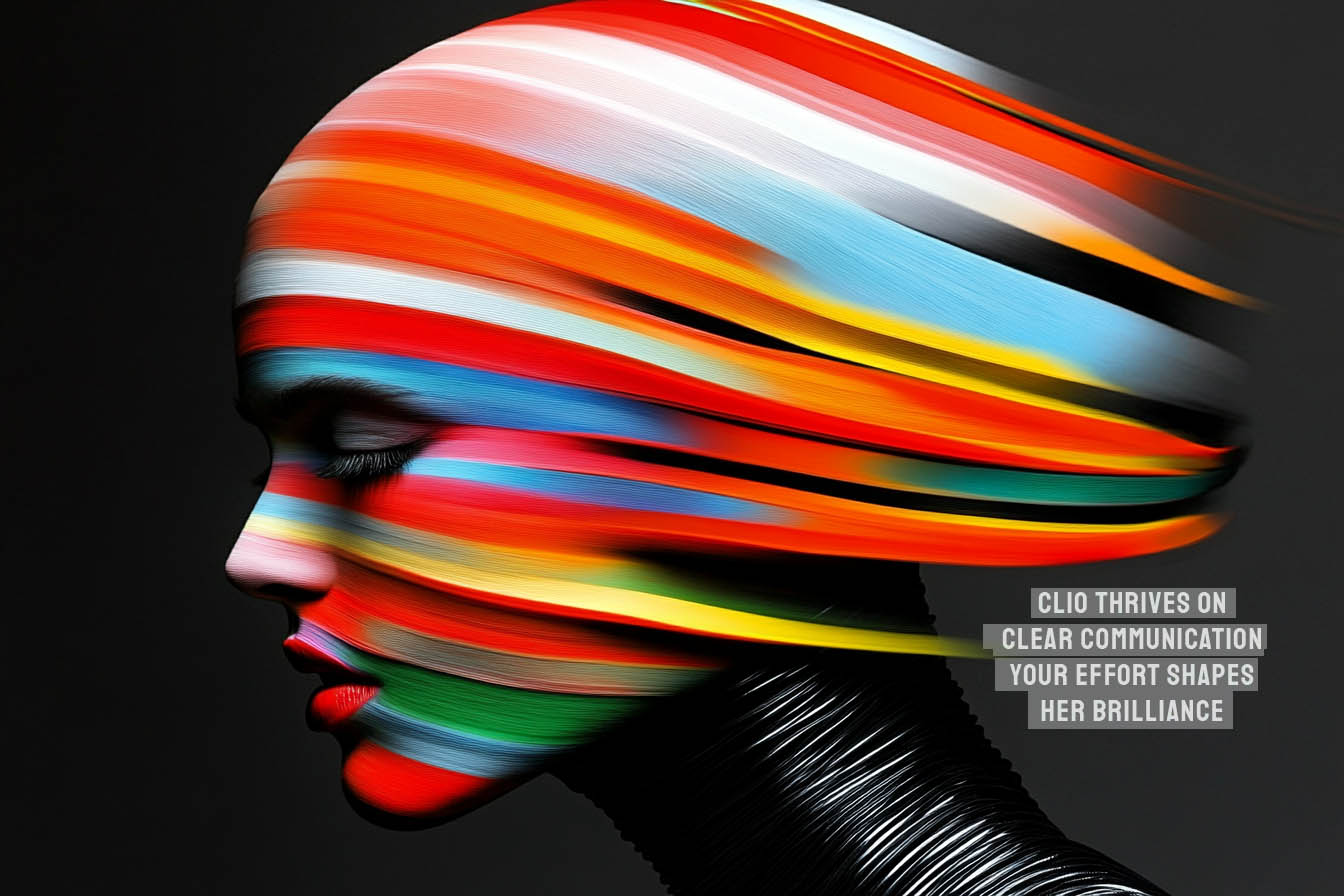 CLIO THRIVES ON
CLEAR COMMUNICATION
YOUR EFFORT SHAPES
HER BRILLIANCE